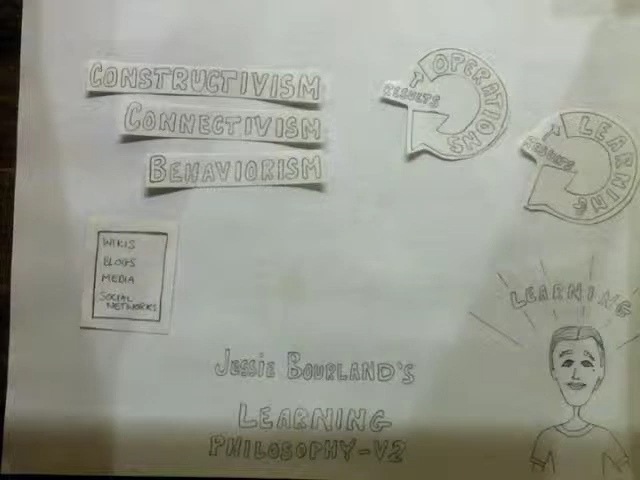 CONSTRUCTIVISM
CONNECTIVISM
BEHAVIORISM
OPERATIONS
RESULTS
LEARNING
RESULTS
WIKIS
BLOGS
MEDIA
SOCIAL
NETWORKS
LEARNING
JESSIE BOURLAND'S
LEARNING
PHILOSOPHY-V2